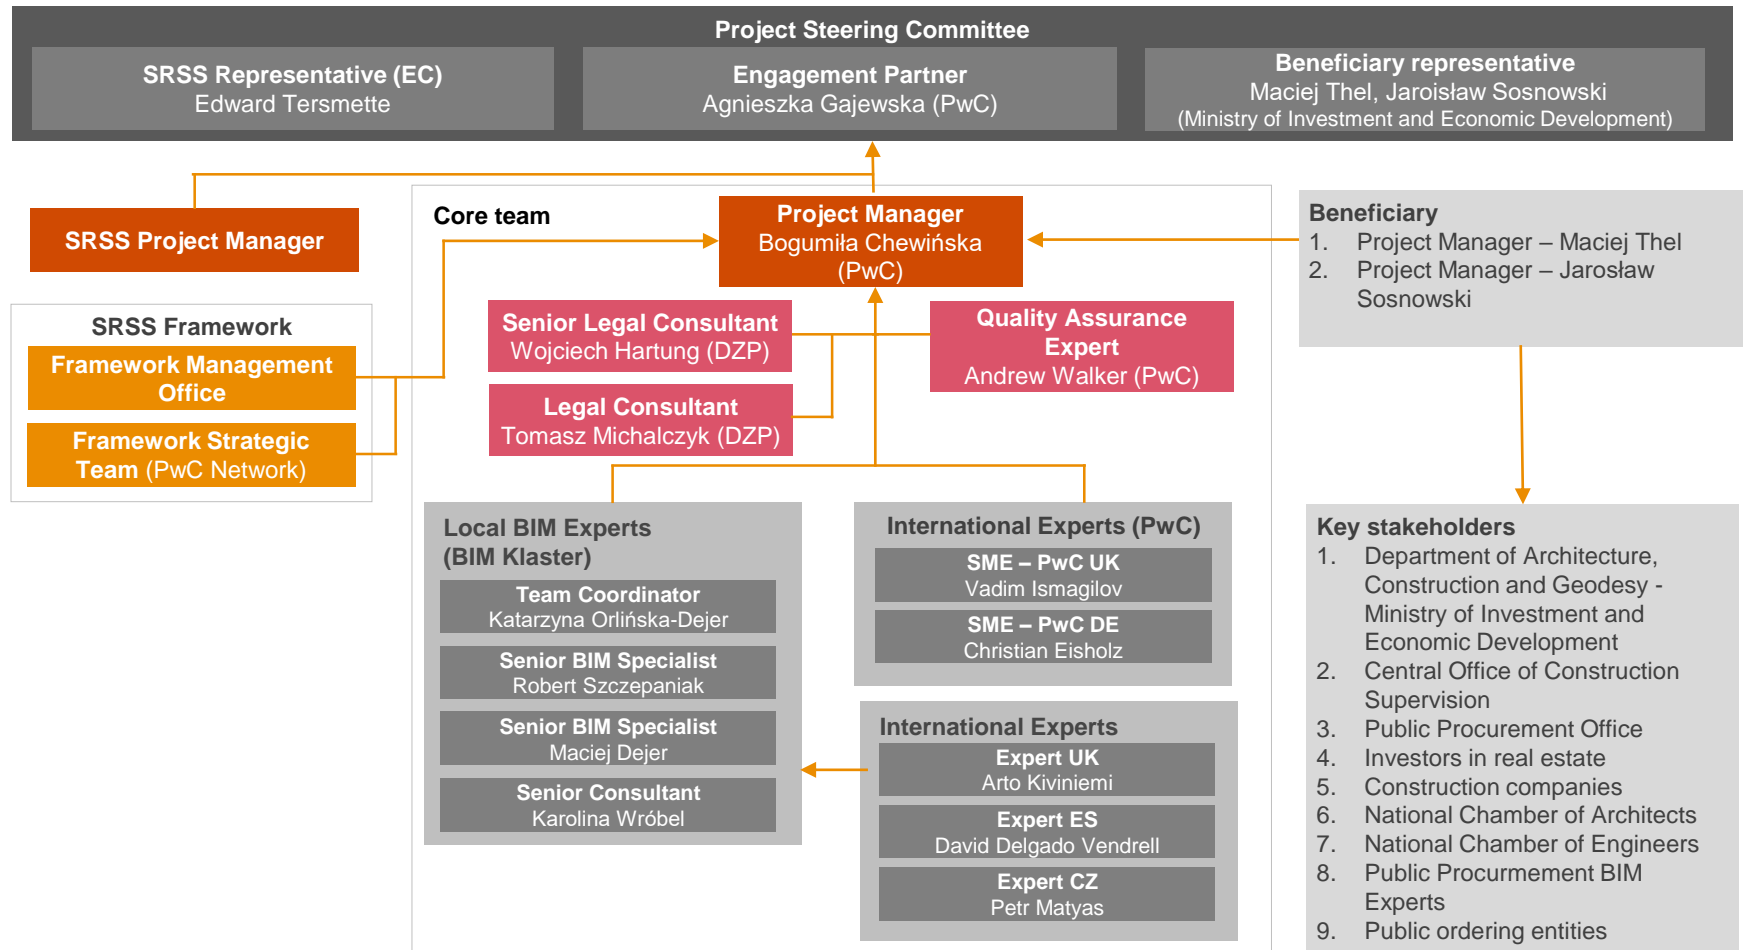 Project Steering Committee
SRSS Representative (EC)
Edward Tersmette
Engagement Partner
Agnieszka Gajewska (PwC)
Beneficiary representative
Maciej Thel, Jaroisław Sosnowski
(Ministry of Investment and Economic Development)
SRSS Project Manager
Core team
Project Manager
Bogumiła Chewińska
(PwC)
Beneficiary
1. Project Manager – Maciej Thel
2. Project Manager – Jarosław
Sosnowski
SRSS Framework
Framework Management
Office
Framework Strategic
Team (PwC Network)
Senior Legal Consultant
Wojciech Hartung (DZP)
Legal Consultant
Tomasz Michalczyk (DZP)
Quality Assurance
Expert
Andrew Walker (PwC)
Local BIM Experts
(BIM Klaster)
Team Coordinator
Katarzyna Orlińska-Dejer
Senior BIM Specialist
Robert Szczepaniak
Senior BIM Specialist
Maciej Dejer
Senior Consultant
Karolina Wróbel
International Experts (PwC)
SME – PwC UK
Vadim Ismagilov
SME – PwC DE
Christian Eisholz
International Experts
Expert UK
Arto Kiviniemi
Expert ES
David Delgado Vendrell
Expert CZ
Petr Matyas
Key stakeholders
1. Department of Architecture,
Construction and Geodesy -
Ministry of Investment and
Economic Development
2. Central Office of Construction
Supervision
3. Public Procurement Office
4. Investors in real estate
5. Construction companies
6. National Chamber of Architects
7. National Chamber of Engineers
8. Public Procurmement BIM
Experts
9. Public ordering entities